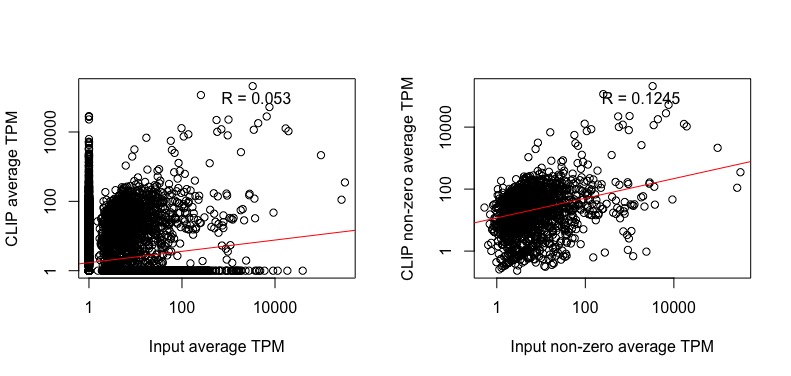 CLIP average TPM
10000
100
1
R = 0.053
1
100
10000
Input average TPM
CLIP non-zero average TPM
10000
100
1
R = 0.1245
1
100
10000
Input non-zero average TPM